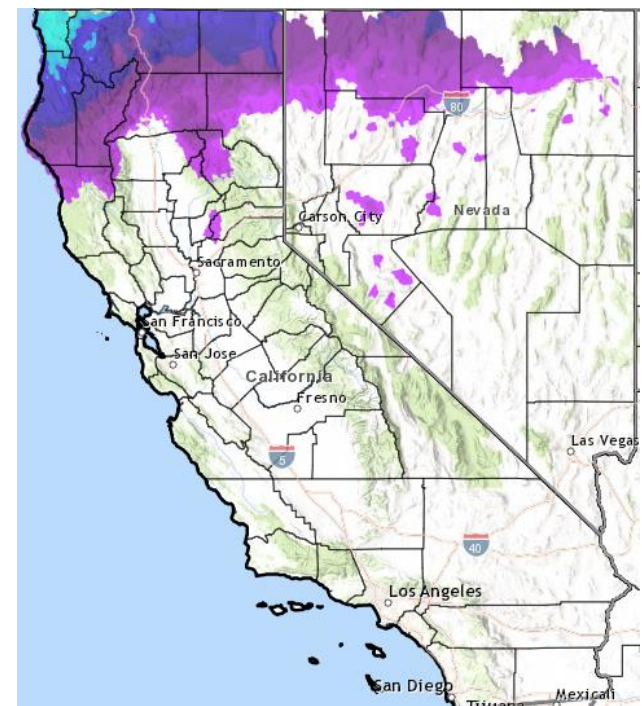 80
Carson City
Nevada
Sacramento
San Francisco
San Jose
California
Fresno
5
Las Vegas
40
Los Angeles
San Diego
Mexicali
Tijuana